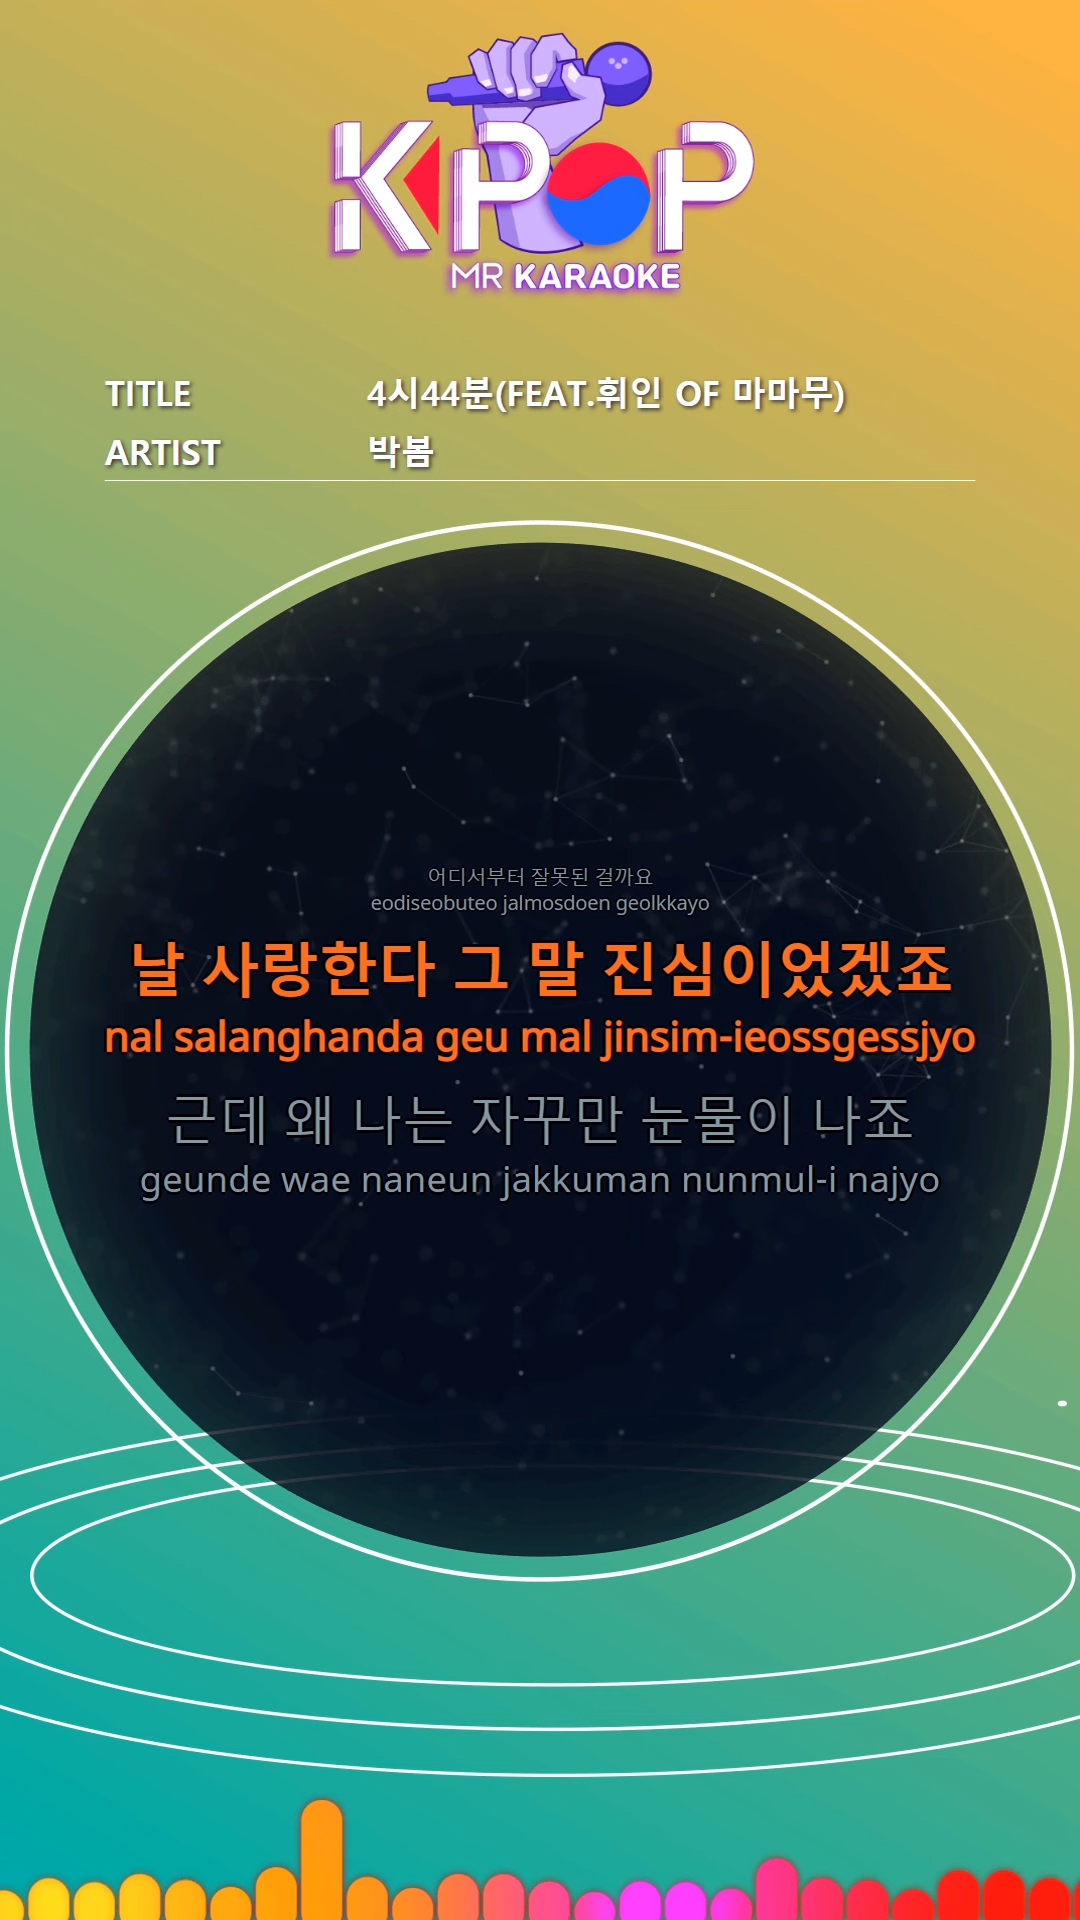 KPOP
MR KARAOKE
TITLE 4시44분(FEAT.휘인 OF 마마무)
ARTIST 박봄
어디서부터 잘못된 걸까요
eodiseobuteo jalmosdoen geolkkayo
날 사랑한다 그 말 진심이었겠죠
nal salanghanda geu mal jinsim-ieossgessjyo
근데 왜 나는 자꾸만 눈물이 나죠
geunde wae naneun jakkuman nunmul-i najyo